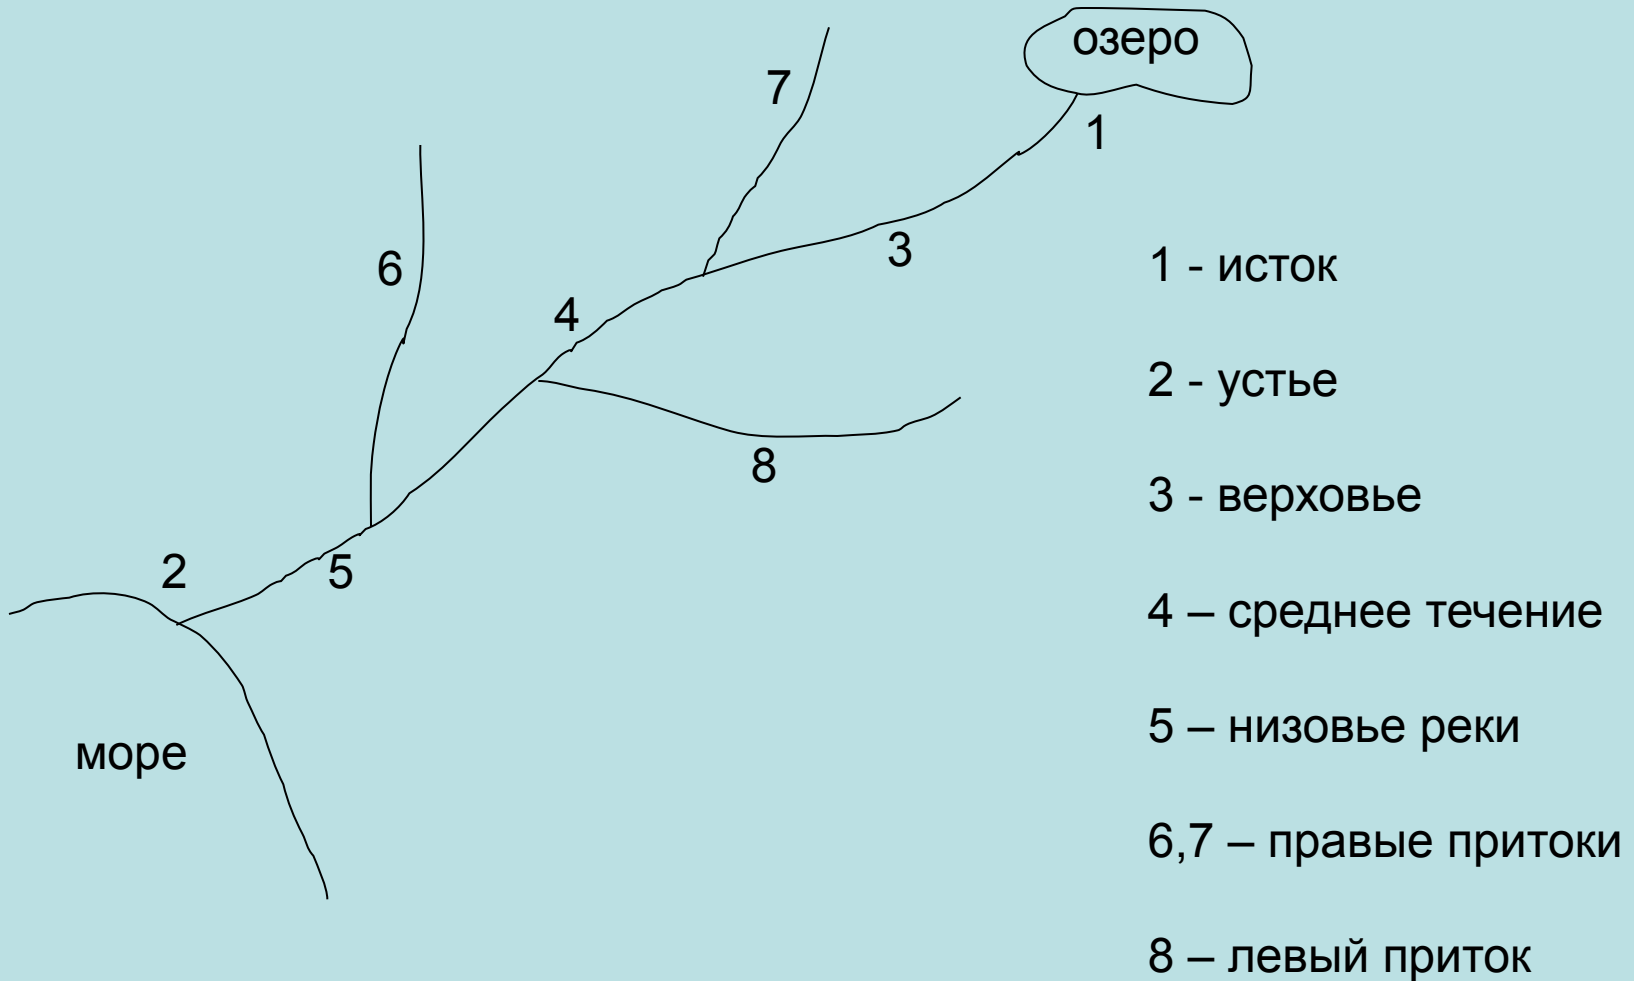 озеро
7
1
6
3
4
8
2
5
море
1 - исток
2 - устье
3 - верховье
4 – среднее течение
5 – низовье реки
6,7 – правые притоки
8 – левый приток